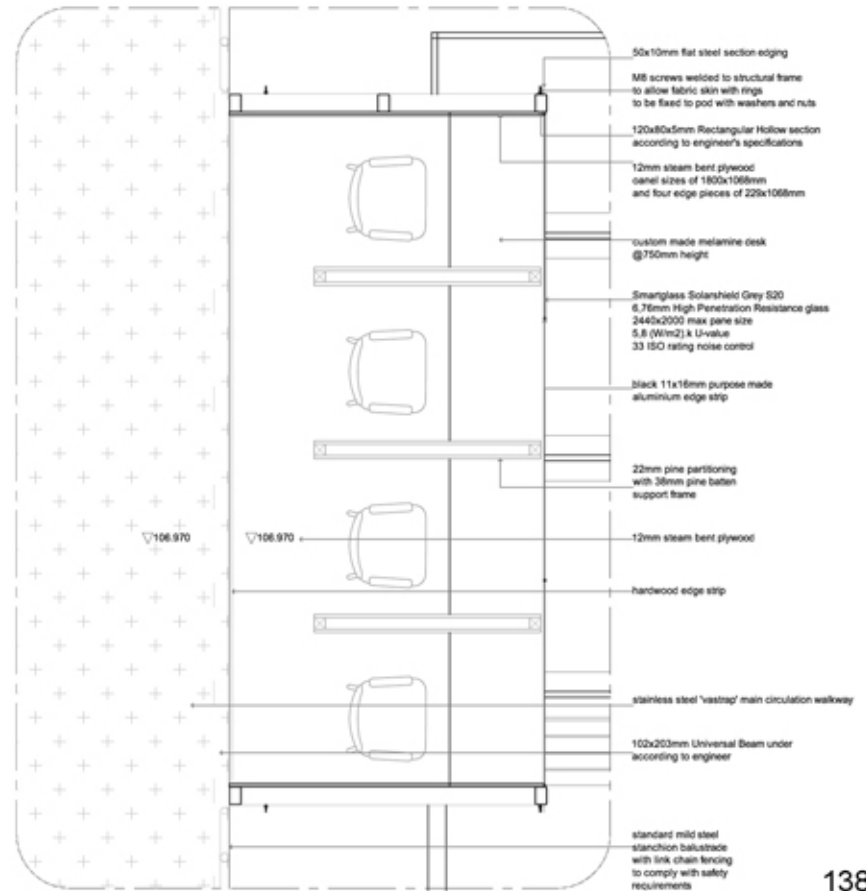 50x10mm flat steel section edging
M8 screws welded to structural frame
to allow fabric skin with rings
to be fixed to pod with washers and nuts
120x80x5mm Rectangular Hollow section
according to engineer's specifications
12mm steam bent plywood
oanel sizes of 1800x1068mm
and four edge pieces of 229x1068mm
custom made melamine desk
@750mm height
Smartglass Solarshield Grey S20
6,76mm High Penetration Resistance glass
2440x2000 max pane size
5,8 (W/m2).k U-value
33 ISO rating noise control
black 11x16mm purpose made
aluminium edge strip
22mm pine partitioning
with 38mm pine batten
support frame
▽106.970 ▽106.970 12mm steam bent plywood
hardwood edge strip
stainless steel 'vastrap' main circulation walkway
102x203mm Universal Beam under
according to engineer
standard mild steel
stanchion balustrade
with link chain fencing
to comply with safety
requirements
138